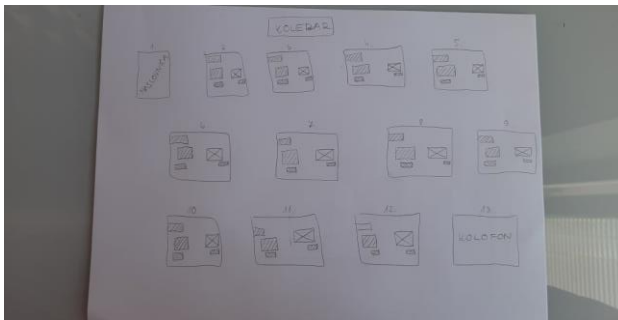 KOLEDAR
1 2 3 4. 5.
NASLOVNICA
6 7 8 9
10 11 12 13
KOLOFON